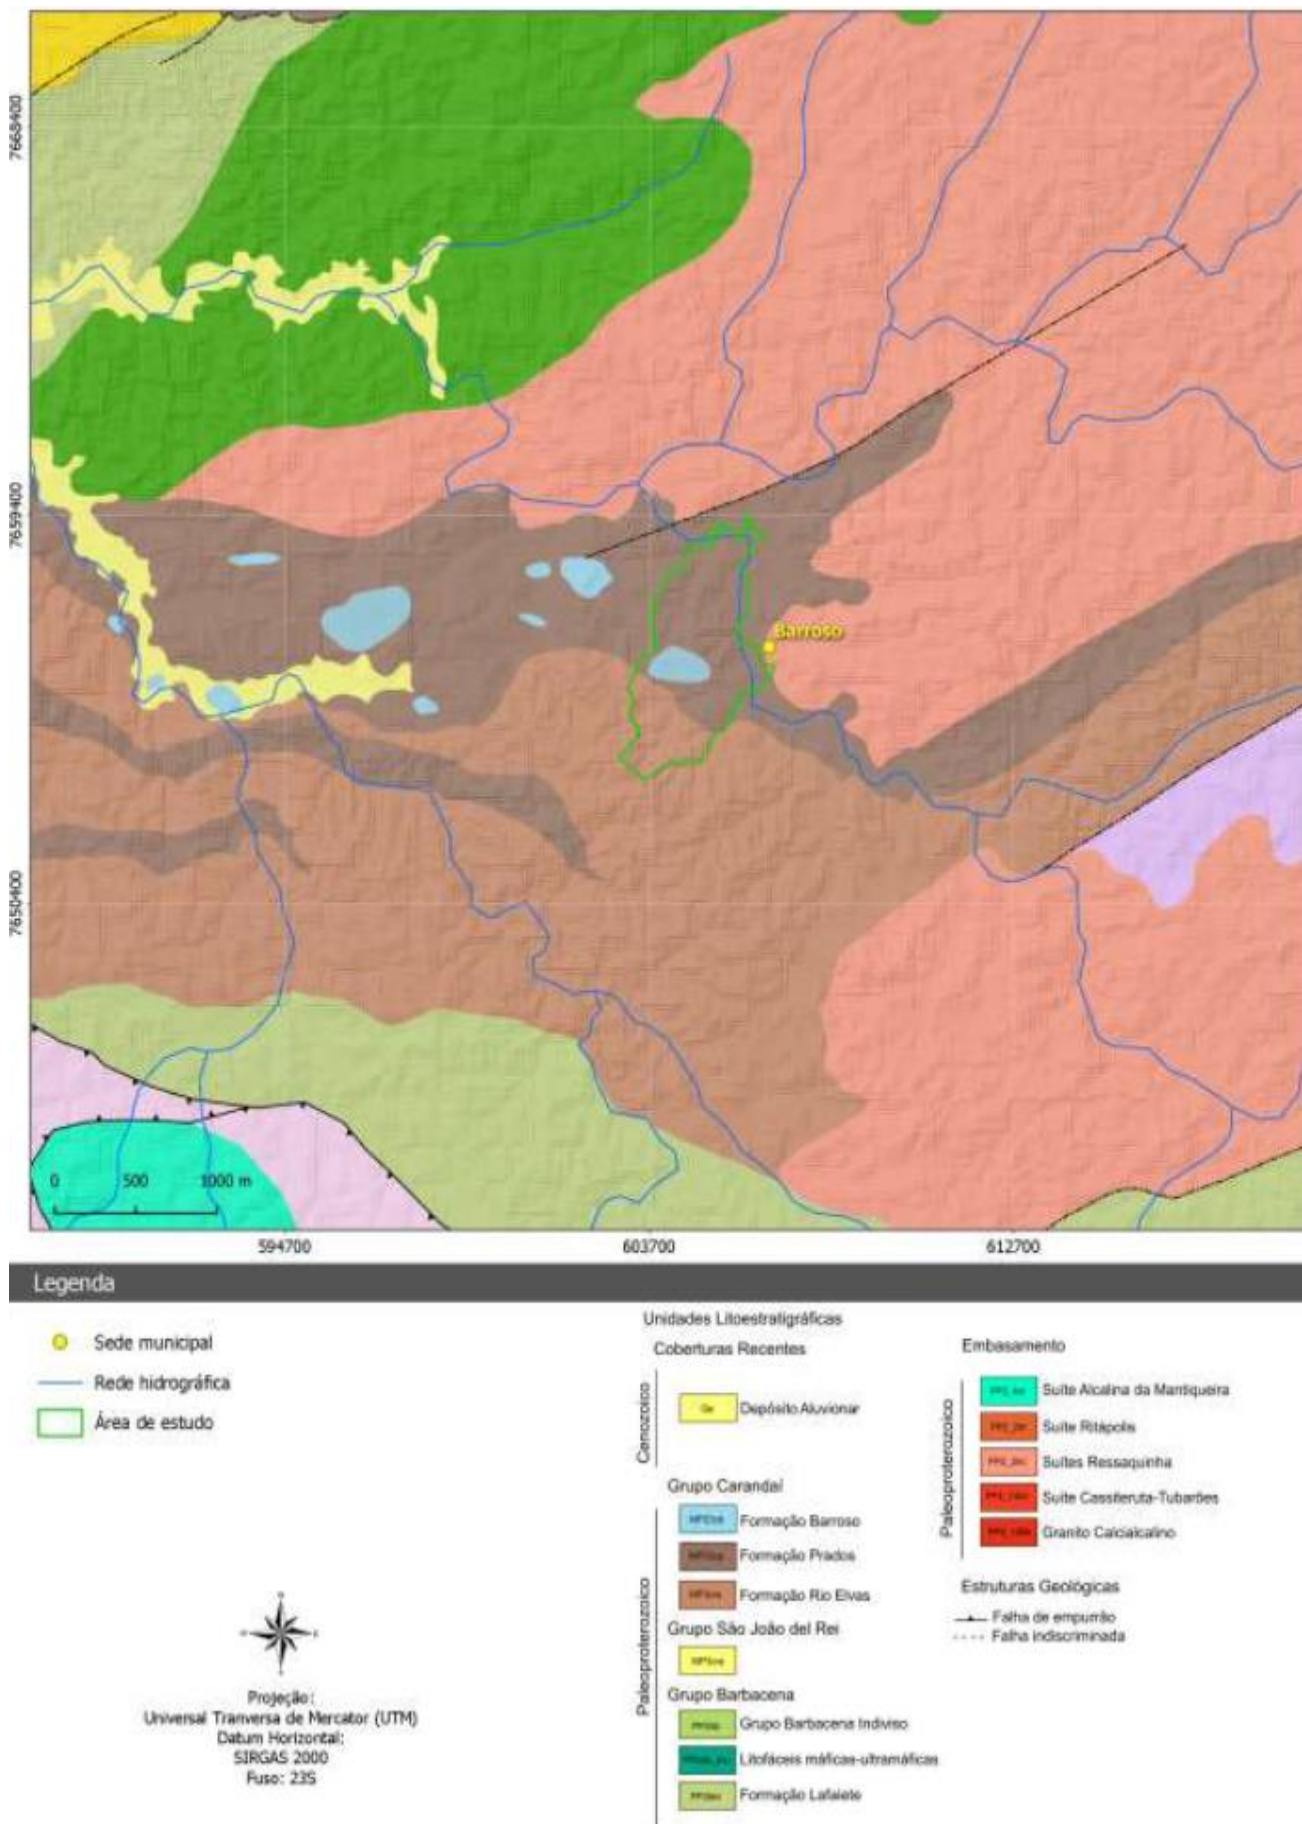 7668400
7659400
Barroso
7650400
0 500 1000 m
594700 603700 612700
Legenda
Sede municipal
Rede hidrográfica
Área de estudo
Projeção:
Universal Tranversa de Mercator (UTM)
Datum Horizontal:
SIRGAS 2000
Fuso: 23S
Unidades Litoestratigráficas
Coberturas Recentes
Cenozoico
Depósito Aluvionar
Grupo Carandaí
Paleoproterozoico
Formação Barroso
Formação Prados
Formação Rio Elvas
Grupo São João del Rei
Grupo Barbacena
Grupo Barbacena Indiviso
Litofáceis máficas-ultramáficas
Formação Lafaiete
Embasamento
Paleoproterozoico
Suíte Alcalina da Mantiqueira
Suíte Ritápolis
Suítes Ressaquinha
Suíte Cassiteruta-Tubarões
Granito Calcialcalino
Estruturas Geológicas
Falha de empurrão
Falha indiscriminada